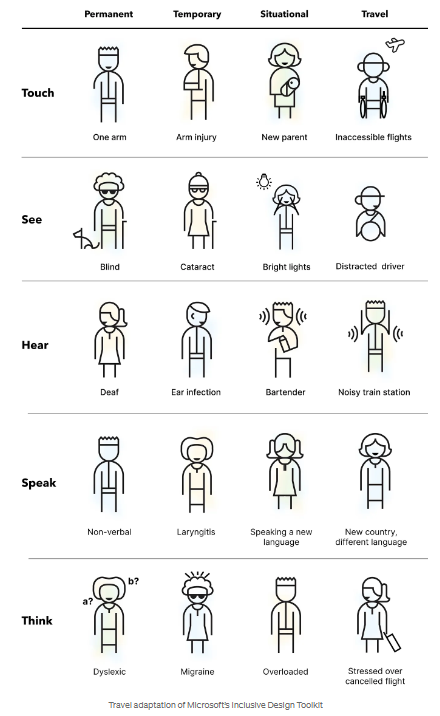 Permanent Temporary Situational Travel
Touch
One arm Arm injury New parent Inaccessible flights
See
Blind Cataract Bright lights Distracted driver
Hear
Deaf Ear infection Bartender Noisy train station
Speak
Non-verbal Laryngitis Speaking a new New country,
language different language
b?
a?
Think
Dyslexic Migraine Overloaded Stressed over
cancelled flight
Travel adaptation of Microsoft's Inclusive Design Toolkit